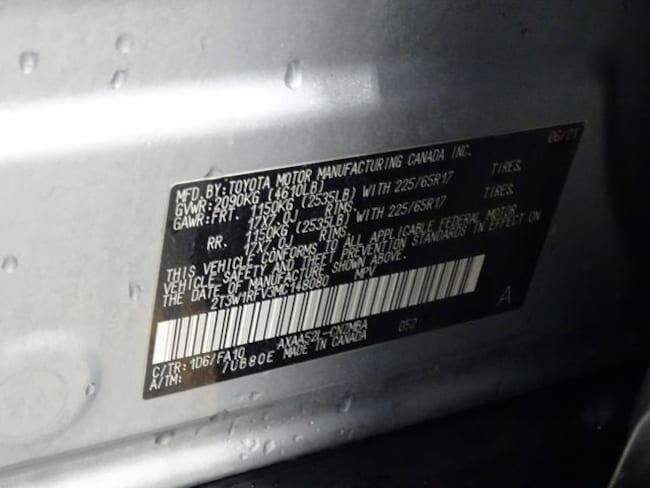 06/21
MFD. BY: TOYOTA MOTOR MANUFACTURING CANADA INC.
GVWR: 2090KG (4610LB)
GAWR: FRT. 1150KG (2535LB) WITH 225/65R17 TIRES
17X7.0J RIMS
RR. 1150KG (2535LB) WITH 225/65R17 TIRES
17X7.0J RIMS
THIS VEHICLE CONFORMS TO ALL APPLICABLE FEDERAL MOTOR
VEHICLE SAFETY AND THEFT PREVENTION STANDARDS IN EFFECT ON
THE DATE OF MANUFACTURE SHOWN ABOVE.
2T3W1RFV3MC148080 MPV
A
AXAA52L-CNZMBA 052
C/TR: 1D6/FA10
A/TM: /UB80E MADE IN CANADA